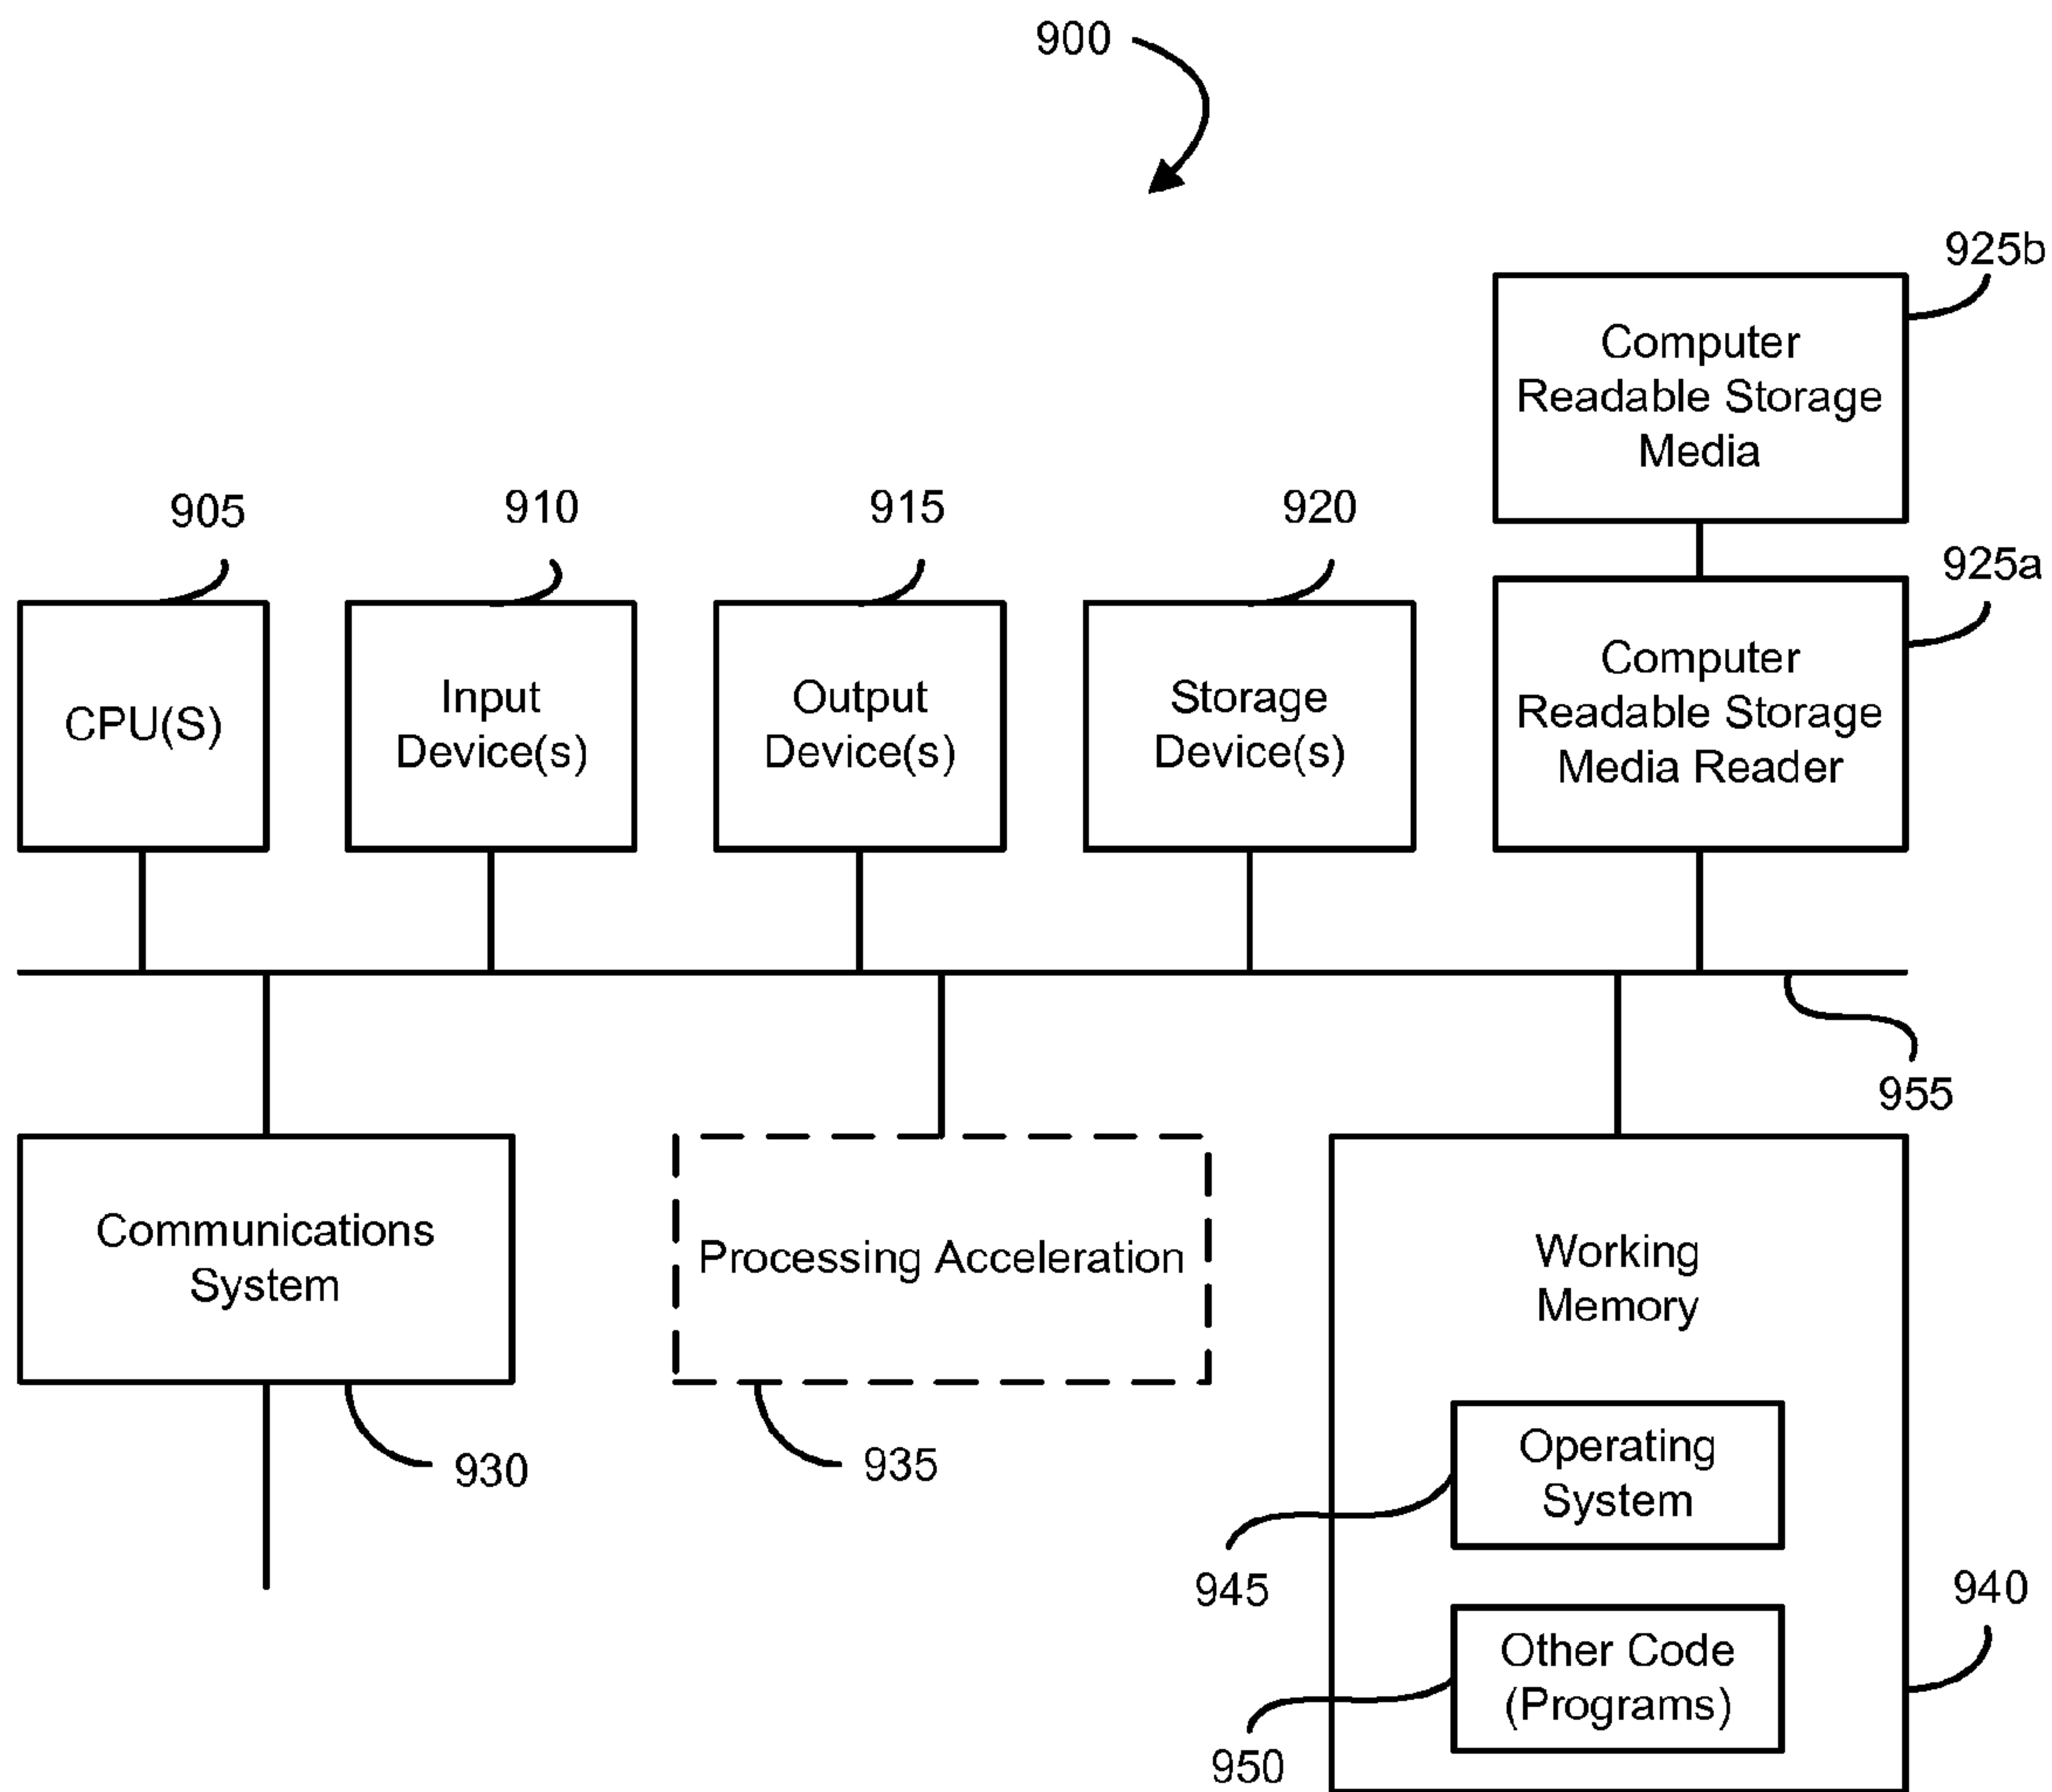 900
925b
Computer
Readable Storage
Media
905
910
915
920
925a
CPU(S)
Input
Device(s)
Output
Device(s)
Storage
Device(s)
Computer
Readable Storage
Media Reader
955
Communications
System
Processing Acceleration
Working
Memory
930
935
Operating
System
945
940
Other Code
(Programs)
950